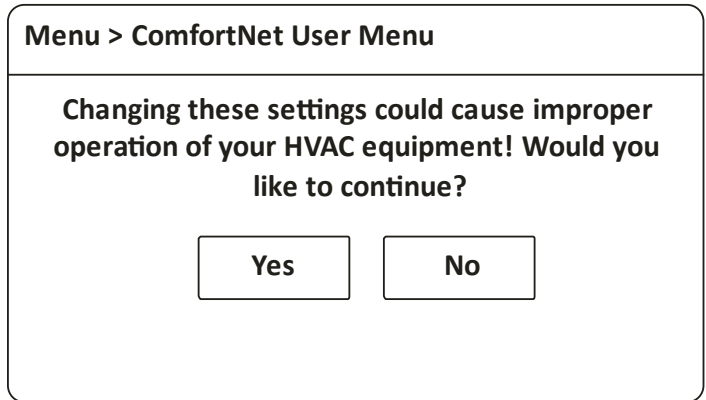 Menu > ComfortNet User Menu
Changing these settings could cause improper
operation of your HVAC equipment! Would you
like to continue?
Yes
No